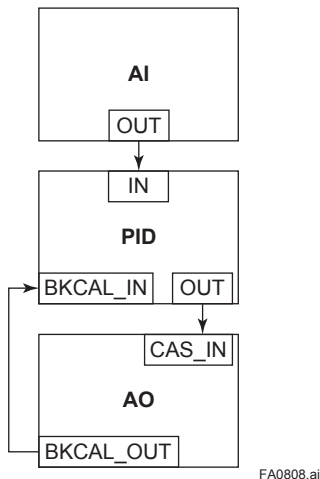 AI
OUT
IN
PID
BKCAL_IN OUT
CAS_IN
AO
BKCAL_OUT
FA0808.ai